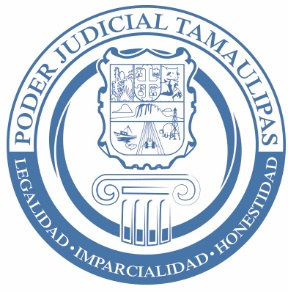 PODER JUDICIAL TAMAULIPAS
LEGALIDAD • IMPARCIALIDAD • HONESTIDAD